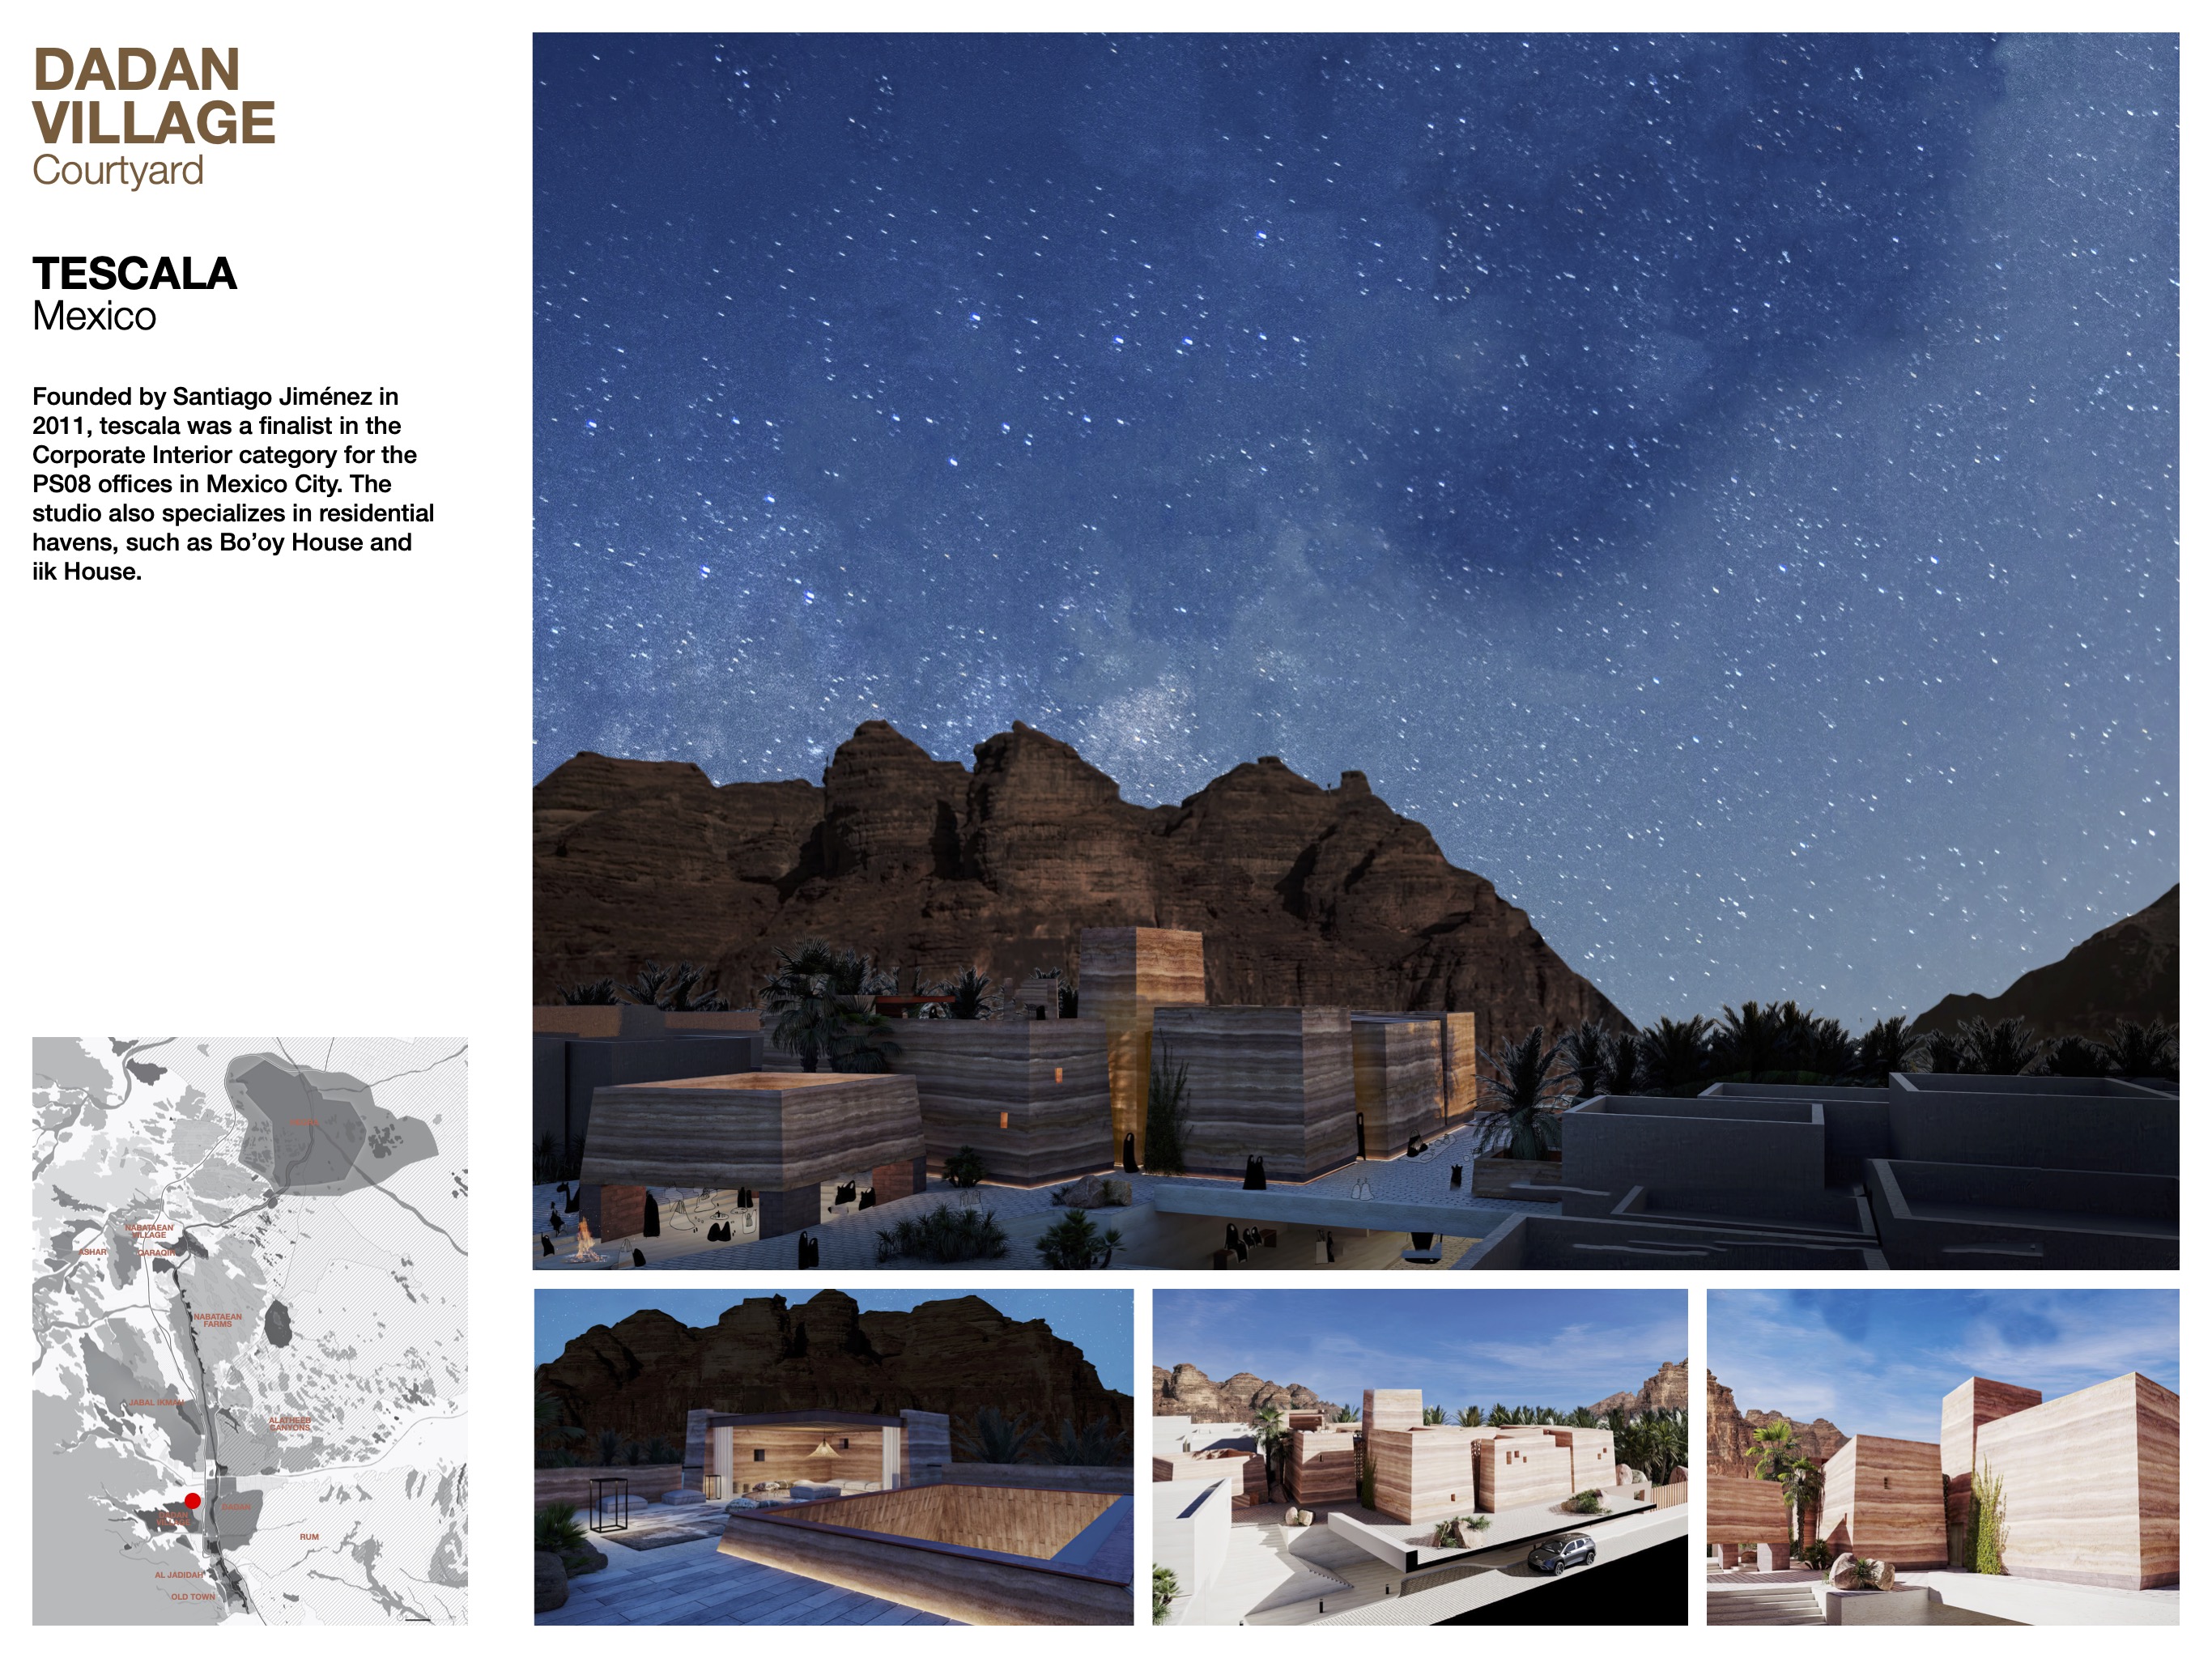 DADAN
VILLAGE
Courtyard
TESCALA
Mexico
Founded by Santiago Jiménez in
2011, tescala was a finalist in the
Corporate Interior category for the
PS08 offices in Mexico City. The
studio also specializes in residential
havens, such as Bo’oy House and
iik House.
NABATAEAN
VILLAGE
ASHAR
QARAQIR
NABATAEAN
FARMS
JABAL IKMAH
ALATHEEB
CANYONS
DADAN
DADAN
VILLAGE
RUM
AL JADIDAH
OLD TOWN